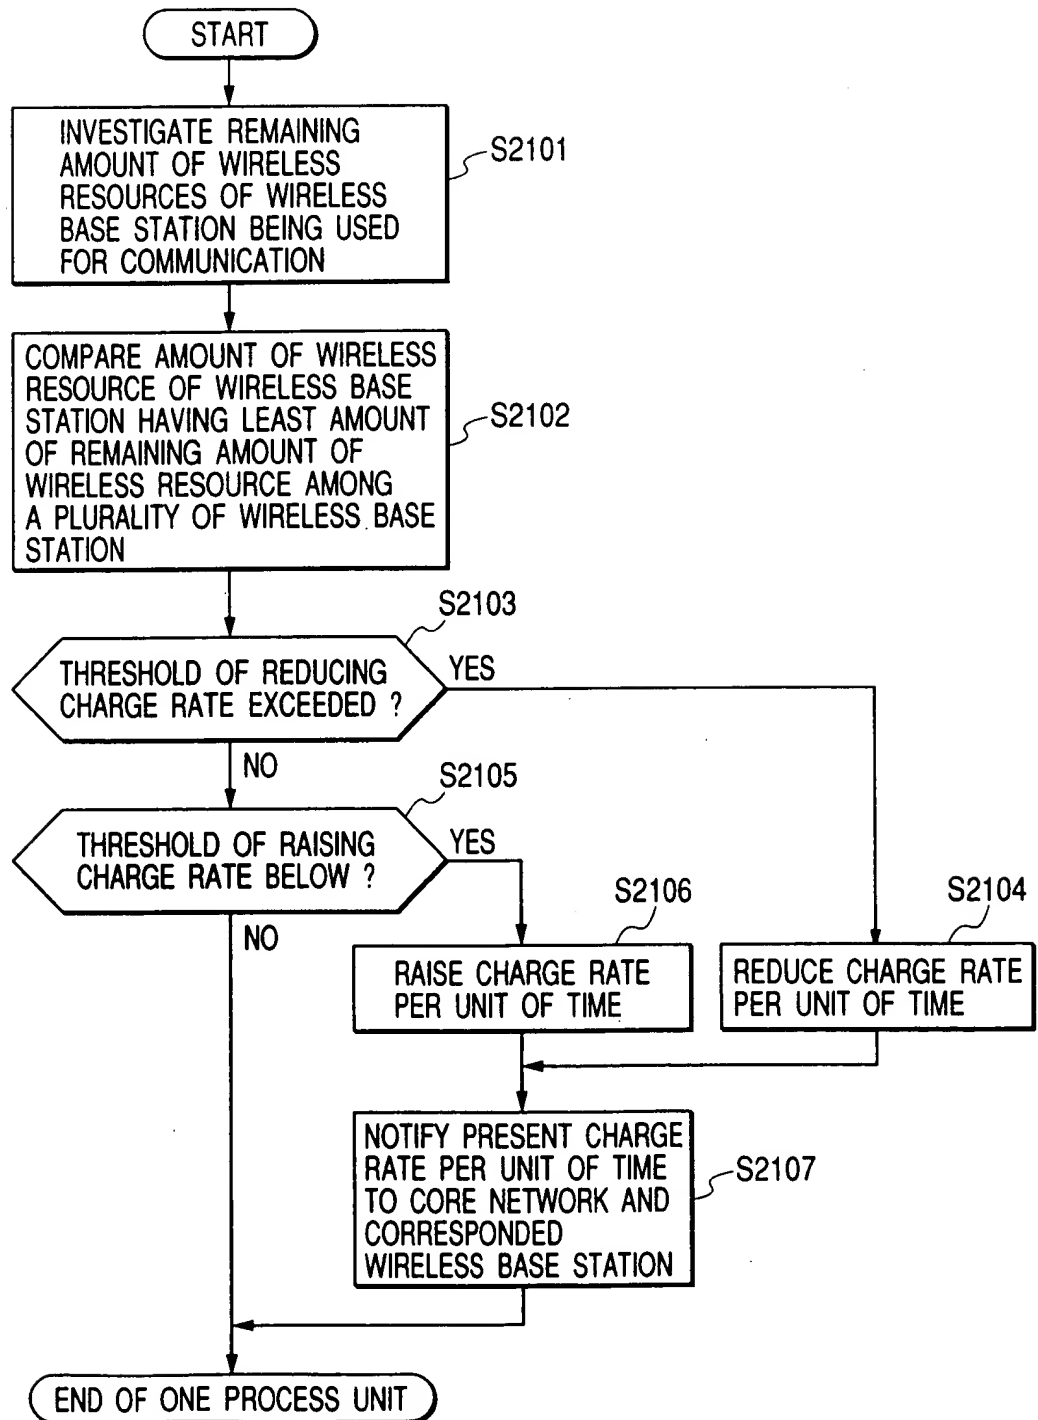 START
INVESTIGATE REMAINING
AMOUNT OF WIRELESS
RESOURCES OF WIRELESS
BASE STATION BEING USED
FOR COMMUNICATION
S2101
COMPARE AMOUNT OF WIRELESS
RESOURCE OF WIRELESS BASE
STATION HAVING LEAST AMOUNT
OF REMAINING AMOUNT OF
WIRELESS RESOURCE AMONG
A PLURALITY OF WIRELESS BASE
STATION
S2102
S2103
THRESHOLD OF REDUCING
CHARGE RATE EXCEEDED ?
YES
NO
S2105
THRESHOLD OF RAISING
CHARGE RATE BELOW ?
YES
NO
S2106
RAISE CHARGE RATE
PER UNIT OF TIME
S2104
REDUCE CHARGE RATE
PER UNIT OF TIME
NOTIFY PRESENT CHARGE
RATE PER UNIT OF TIME
TO CORE NETWORK AND
CORRESPONDED
WIRELESS BASE STATION
S2107
END OF ONE PROCESS UNIT